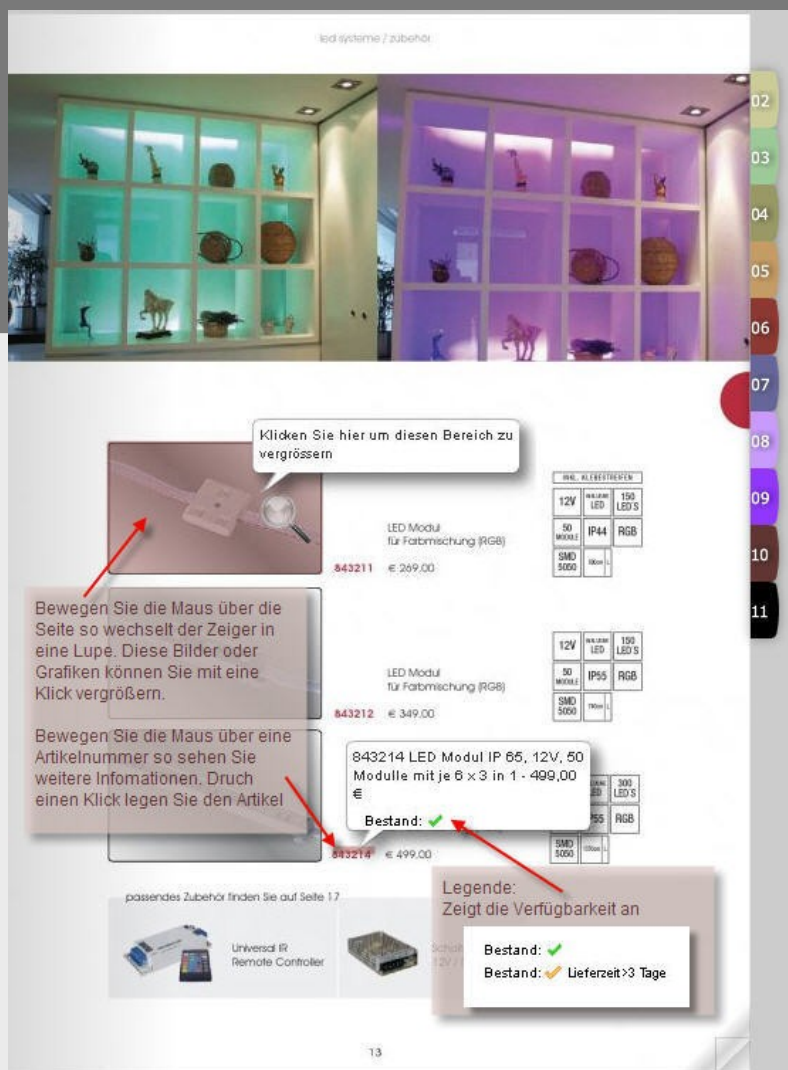 led systeme / zubehör
02
03
04
05
06
07
08
09
10
11
Klicken Sie hier um diesen Bereich zu
vergrössern
INKL. KLEBESTREIFEN
12V
LED
150
LED'S
50
MODULE
IP44
RGB
SMD
5050
L
LED Modul
für Farbmischung (RGB)
843211 € 269,00
Bewegen Sie die Maus über die
Seite so wechselt der Zeiger in
eine Lupe. Diese Bilder oder
Grafiken können Sie mit eine
Klick vergrößern.
Bewegen Sie die Maus über eine
Artikelnummer so sehen Sie
weitere Infomationen. Druch
einen Klick legen Sie den Artikel
12V
LED
150
LED'S
50
MODULE
IP55
RGB
SMD
5050
L
LED Modul
für Farbmischung (RGB)
843212 € 349,00
843214 LED Modul IP 65, 12V, 50
Modulle mit je 6 x 3 in 1 - 499,00
€
Bestand:
300
LED'S
RGB
SMD
5050
L
843214 € 499,00
passendes Zubehör finden Sie auf Seite 17
Universal IR
Remote Controller
Legende:
Zeigt die Verfügbarkeit an
Bestand:
Bestand: Lieferzeit>3 Tage
13